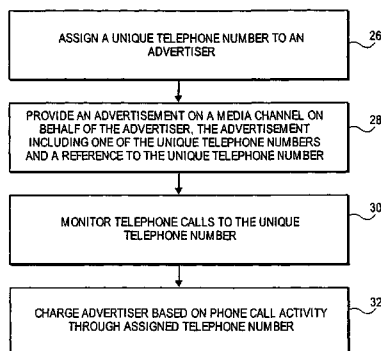 ASSIGN A UNIQUE TELEPHONE NUMBER TO AN
ADVERTISER
26
PROVIDE AN ADVERTISEMENT ON A MEDIA CHANNEL ON
BEHALF OF THE ADVERTISER, THE ADVERTISEMENT
INCLUDING ONE OF THE UNIQUE TELEPHONE NUMBERS
AND A REFERENCE TO THE UNIQUE TELEPHONE NUMBER
28
MONITOR TELEPHONE CALLS TO THE UNIQUE
TELEPHONE NUMBER
30
CHARGE ADVERTISER BASED ON PHONE CALL ACTIVITY
THROUGH ASSIGNED TELEPHONE NUMBER
32